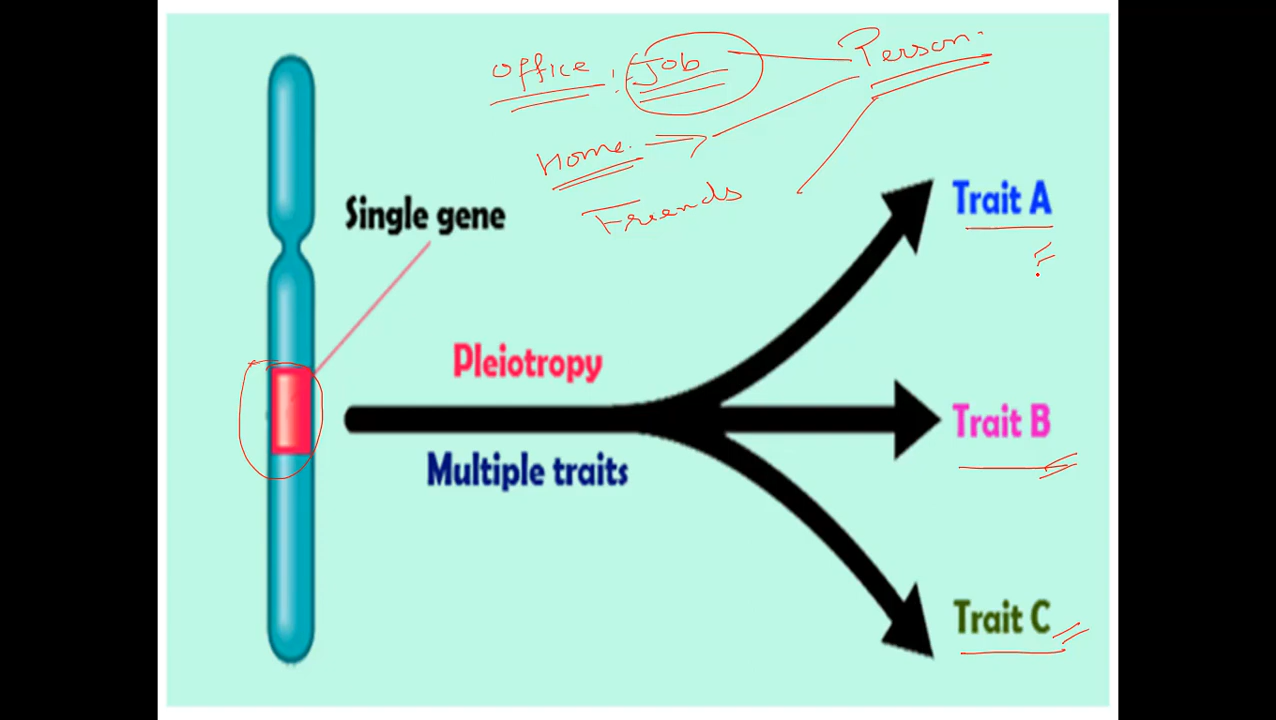 office : Job Person.
Home. →
Friends
Trait A
Single gene
?
Pleiotropy
Trait B
Multiple traits
Trait C